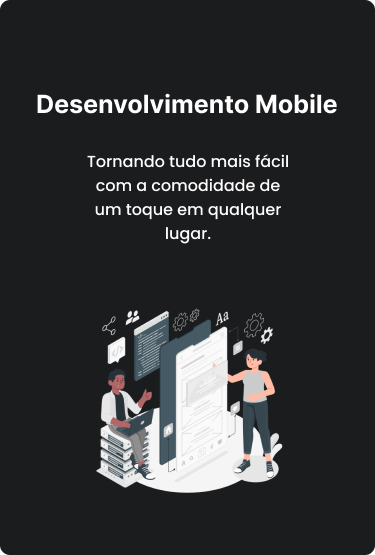 Desenvolvimento Mobile
Tornando tudo mais fácil
com a comodidade de
um toque em qualquer
lugar.
Aa